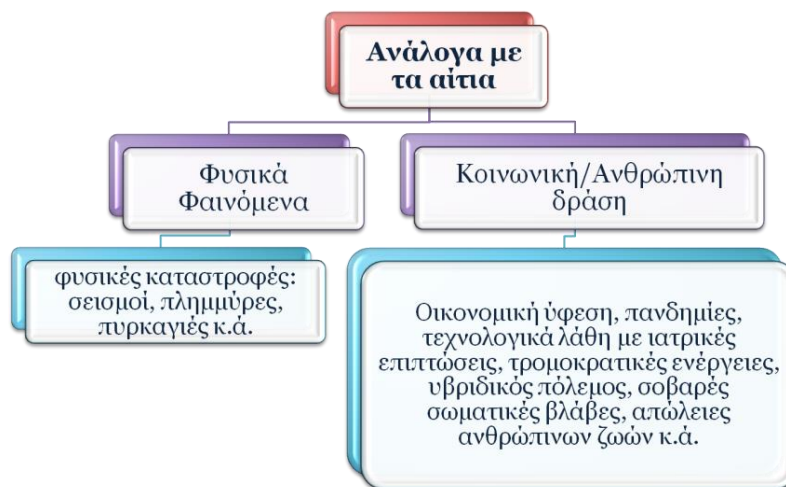 Ανάλογα με
τα αίτια
Φυσικά
Φαινόμενα
Κοινωνική/Ανθρώπινη
δράση
φυσικές καταστροφές:
σεισμοί, πλημμύρες,
πυρκαγιές κ.ά.
Οικονομική ύφεση, πανδημίες,
τεχνολογικά λάθη με ιατρικές
επιπτώσεις, τρομοκρατικές ενέργειες,
υβριδικός πόλεμος, σοβαρές
σωματικές βλάβες, απώλειες
ανθρώπινων ζωών κ.ά.